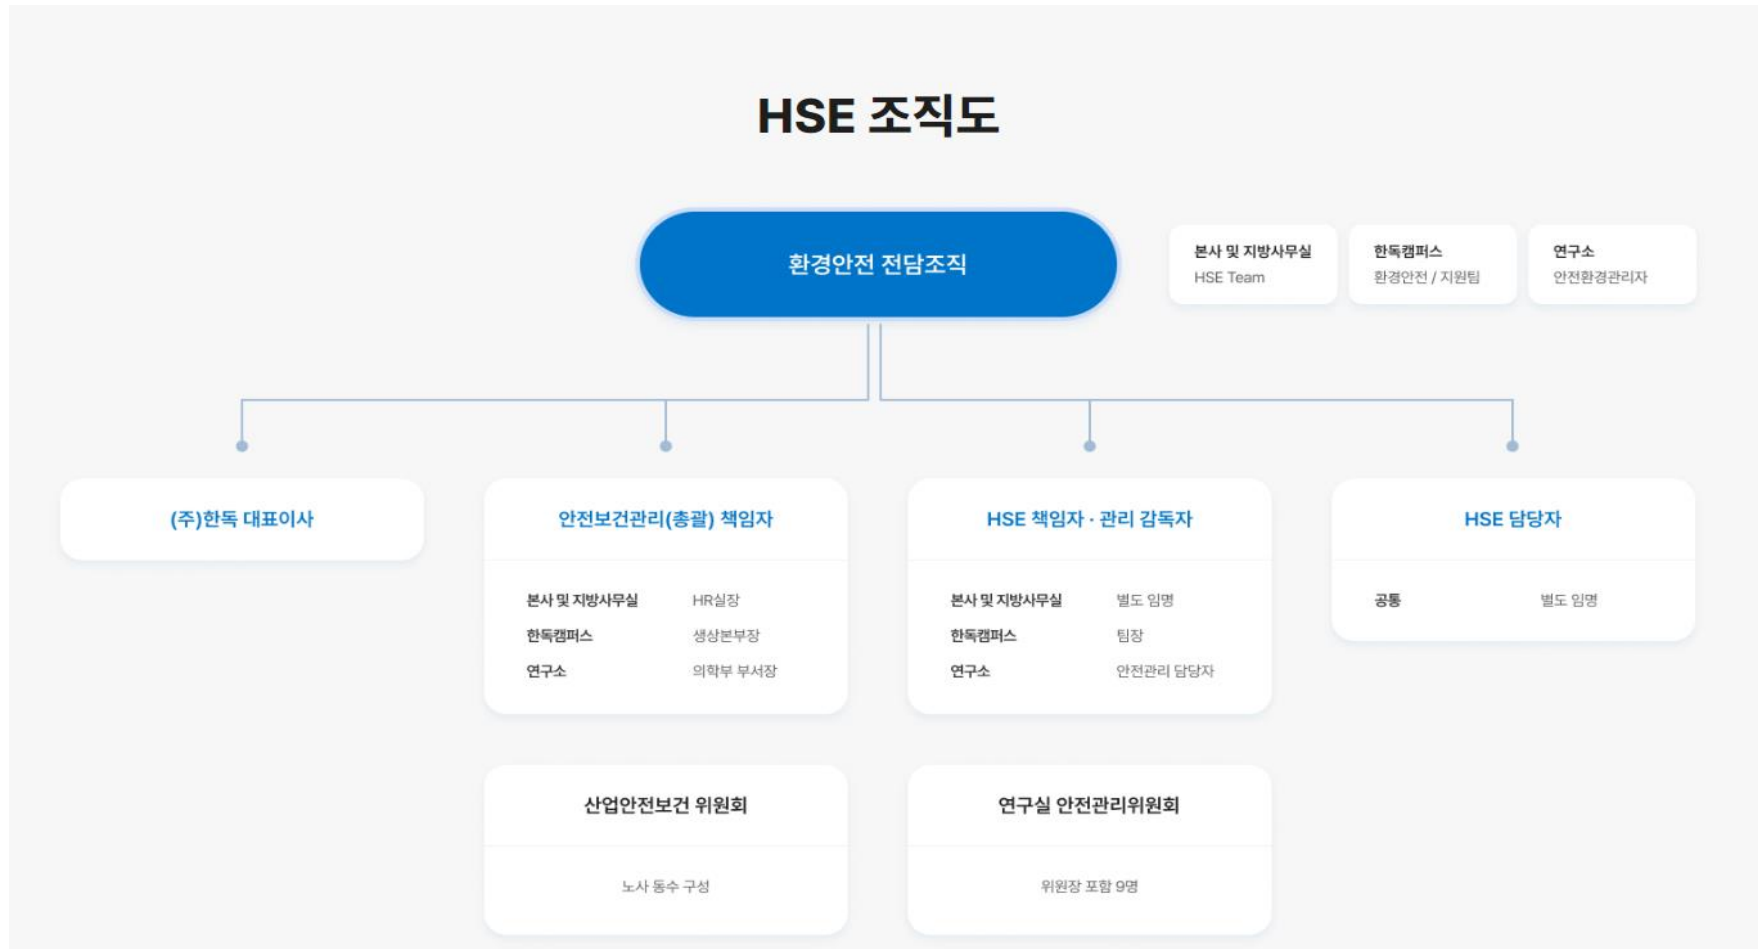 HSE 조직도
환경안전 전담조직
본사 및 지방사무실
HSE Team
한독캠퍼스
환경안전 / 지원팀
연구소
안전환경관리자
(주)한독 대표이사
안전보건관리(총괄) 책임자
본사 및 지방사무실 HR실장
한독캠퍼스 생상본부장
연구소 의학부 부서장
HSE 책임자 · 관리 감독자
본사 및 지방사무실 별도 임명
한독캠퍼스 팀장
연구소 안전관리 담당자
HSE 담당자
공통 별도 임명
산업안전보건 위원회
노사 동수 구성
연구실 안전관리위원회
위원장 포함 9명